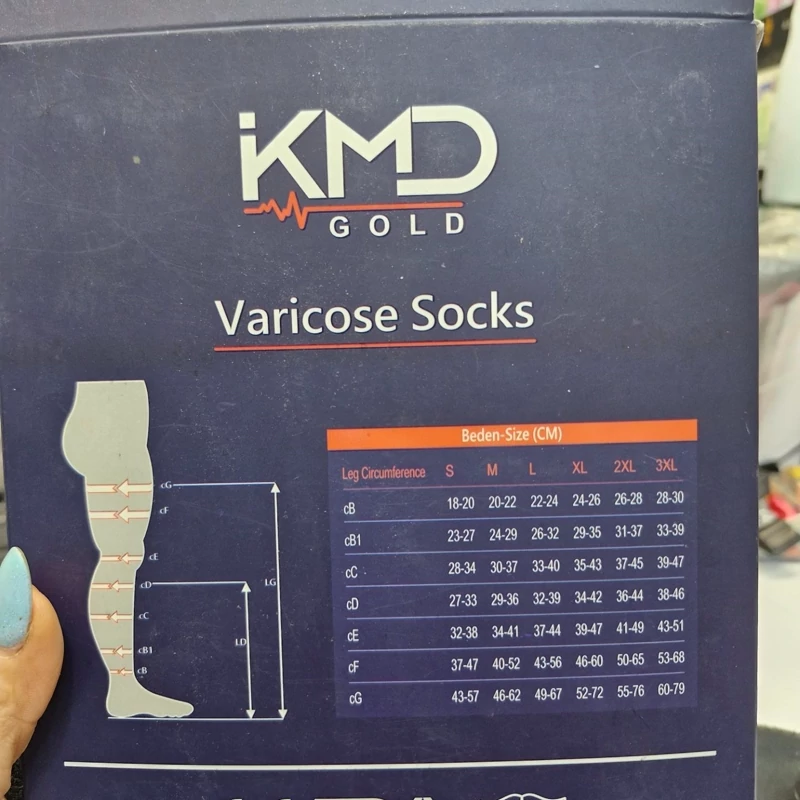 iKMD
GOLD
Varicose Socks
Beden-Size (CM)
Leg Circumference S M L XL 2XL 3XL
cB 18-20 20-22 22-24 24-26 26-28 28-30
cB1 23-27 24-29 26-32 29-35 31-37 33-39
cC 28-34 30-37 33-40 35-43 37-45 39-47
cD 27-33 29-36 32-39 34-42 36-44 38-46
cE 32-38 34-41 37-44 39-47 41-49 43-51
cF 37-47 40-52 43-56 46-60 50-65 53-68
cG 43-57 46-62 49-67 52-72 55-76 60-79
cG
cF
cE
cD
LG
cC
LD
cB1
cB